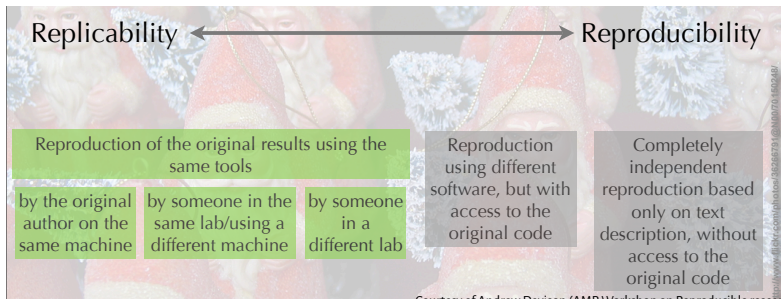 Replicability
Reproducibility
Reproduction of the original results using the
same tools
by the original
author on the
same machine
by someone in the
same lab/using a
different machine
by someone
in a
different lab
Reproduction
using different
software, but with
access to the
original code
Completely
independent
reproduction based
only on text
description, without
access to the
original code